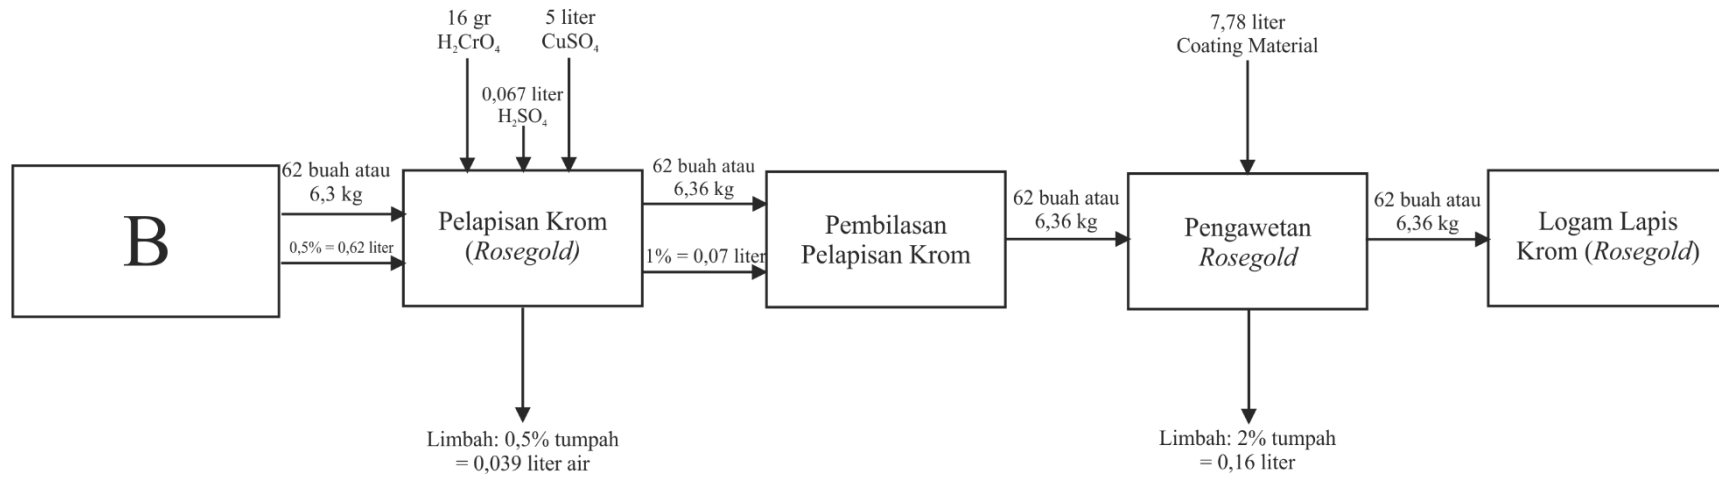 16 gr
H₂CrO₄
5 liter
CuSO₄
0,067 liter
H₂SO₄
7,78 liter
Coating Material
B
62 buah atau
6,3 kg
0,5% = 0,62 liter
Pelapisan Krom
(Rosegold)
62 buah atau
6,36 kg
1% = 0,07 liter
Pembilasan
Pelapisan Krom
62 buah atau
6,36 kg
Pengawetan
Rosegold
62 buah atau
6,36 kg
Logam Lapis
Krom (Rosegold)
Limbah: 0,5% tumpah
= 0,039 liter air
Limbah: 2% tumpah
= 0,16 liter